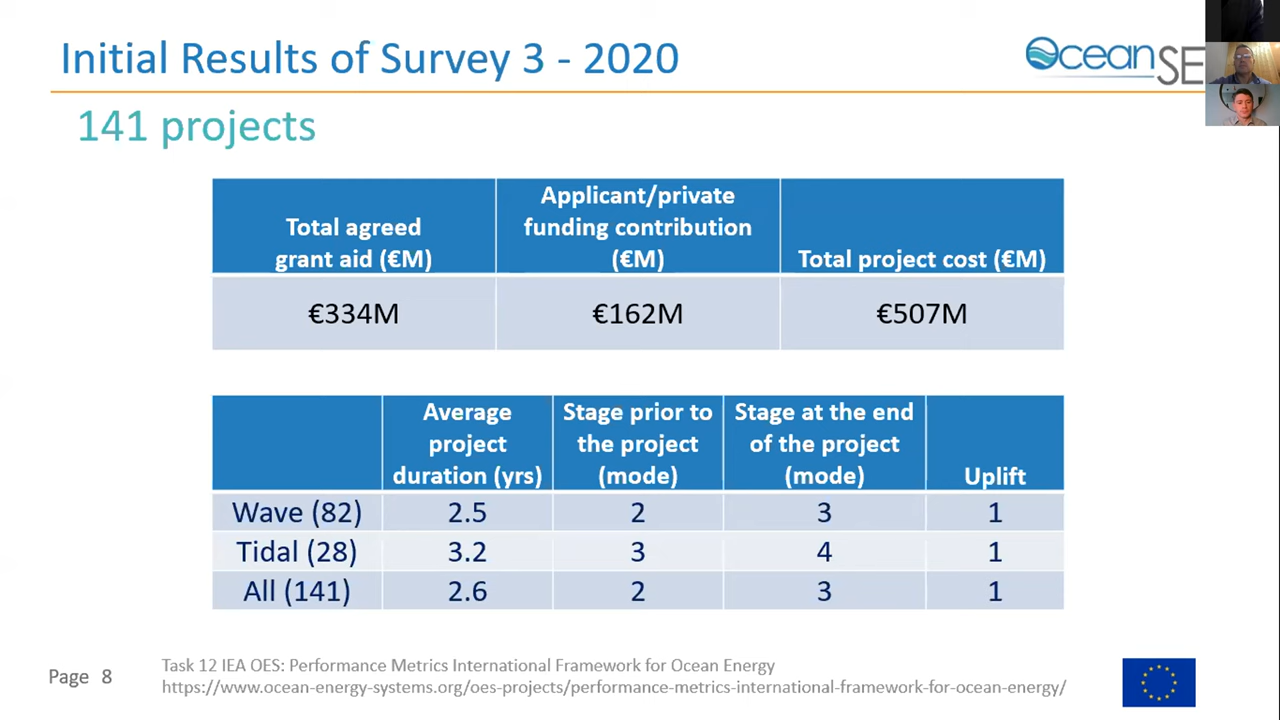 Initial Results of Survey 3 - 2020
OceanSE
141 projects
Total agreed
grant aid (€M)
Applicant/private
funding contribution
(€M)
Total project cost (€M)
€334M
€162M
€507M
Average
project
duration (yrs)
Stage prior to
the project
(mode)
Stage at the end
of the project
(mode)
Uplift
Wave (82)
2.5
2
3
1
Tidal (28)
3.2
3
4
1
All (141)
2.6
2
3
1
Task 12 IEA OES: Performance Metrics International Framework for Ocean Energy
Page 8
https://www.ocean-energy-systems.org/oes-projects/performance-metrics-international-framework-for-ocean-energy/